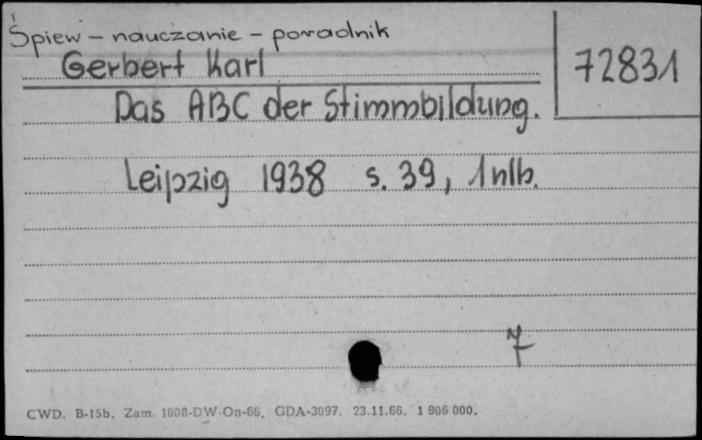 Śpiew – nauczanie – poradnik
Gerbert Karl
72831
Das ABC der Stimmbildung.
Leipzig 1938 s. 39, 1 nlb.
7
CWD. B-15b. Zam. 1008-DW-On-66. GDA-3097. 23.11.66. 1 906 000.